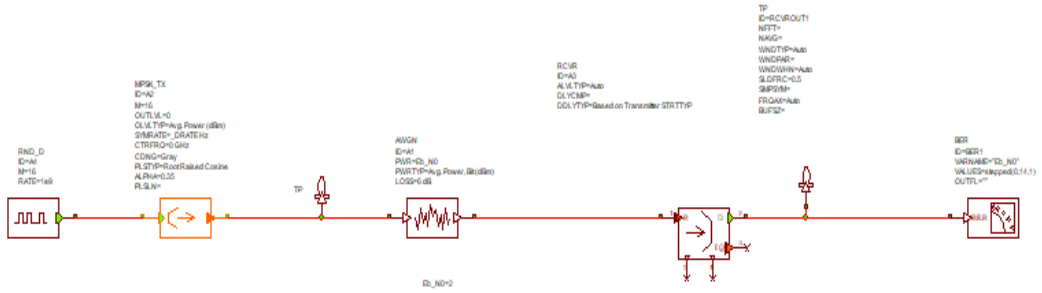 RND_D
ID=A4
M=16
RATE=1e9
MPSK_TX
ID=A2
M=16
OUTLVL=0
OLVLTYP=Avg. Power (dBm)
SYMRATE=_DRATE Hz
CTRFRQ=0 GHz
CDNG=Gray
PLSTYP=Root Raised Cosine
ALPHA=0.35
PLSLN=
TP
AWGN
ID=A1
PWR=Eb_N0
PWRTYP=Avg. Power, Bit (dBm)
LOSS=0 dB
Eb_N0=2
RCVR
ID=A3
ALVLTYP=Auto
DLYCMP=
DDLYTYP=Based on Transmitter STRTTYP
R
D
IQ
TP
ID=RCVROUT1
NFFT=
NAVG=
WNDTYP=Auto
WNDPAR=
WNDWHN=Auto
SLDFRC=0.5
SMPSYM=
FRQAX=Auto
BUFSZ=
BER
ID=BER1
VARNAME="Eb_N0"
VALUES=stepped(0,14,1)
OUTFL=""
BER